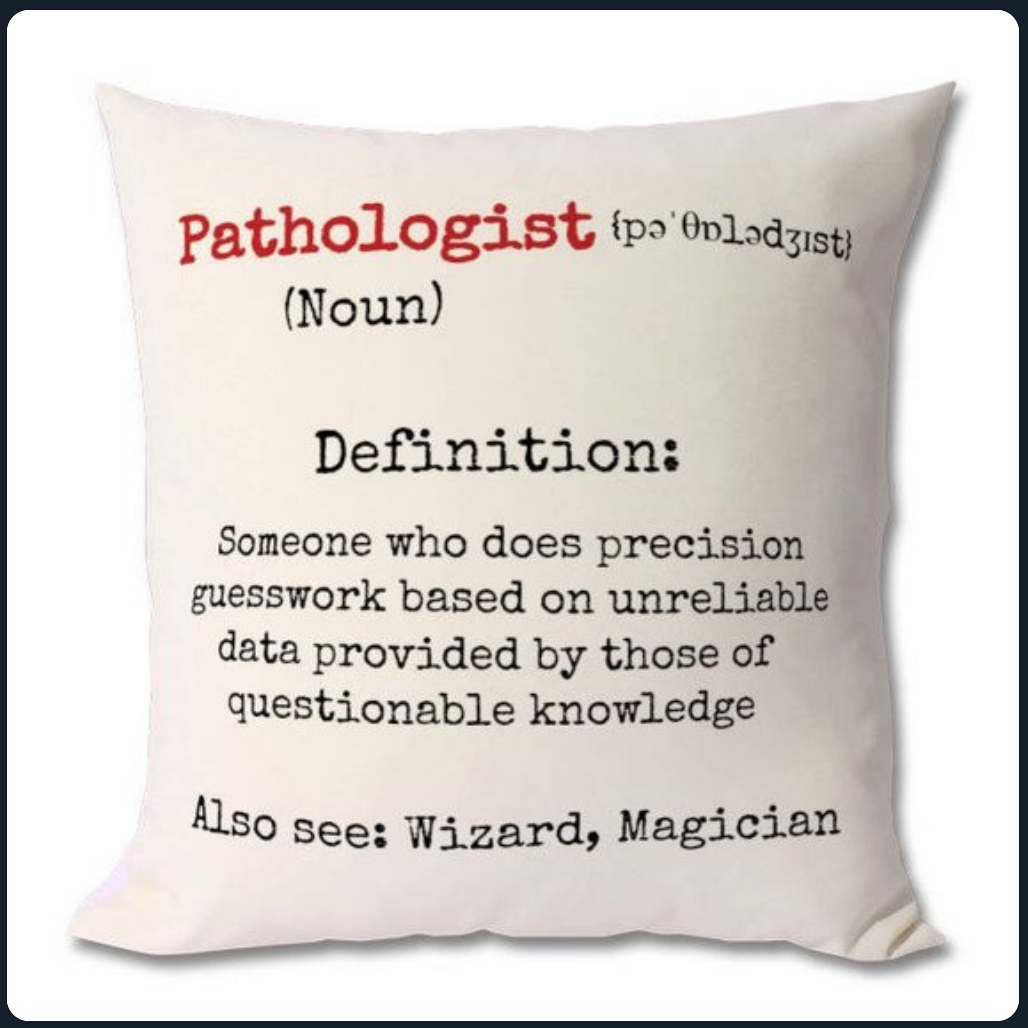 Pathologist {pəˈθɒlədʒɪst}
(Noun)
Definition:
Someone who does precision
guesswork based on unreliable
data provided by those of
questionable knowledge
Also see: Wizard, Magician